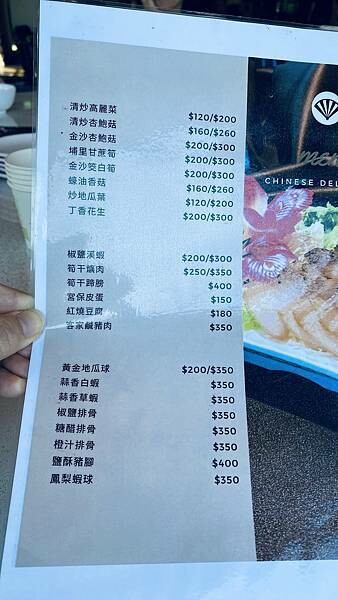 清炒高麗菜 $120/$200
清炒杏鮑菇 $160/$260
金沙杏鮑菇 $200/$300
埔里甘蔗筍 $200/$300
金沙筊白筍 $200/$300
蠔油香菇 $160/$260
炒地瓜葉 $120/$200
丁香花生 $200/$300
椒鹽溪蝦 $200/$300
筍干爌肉 $250/$350
筍干蹄膀 $400
宮保皮蛋 $150
紅燒豆腐 $180
客家鹹豬肉 $350
黃金地瓜球 $200/$350
蒜香白蝦 $350
蒜香草蝦 $350
椒鹽排骨 $350
糖醋排骨 $350
橙汁排骨 $350
鹽酥豬腳 $400
鳳梨蝦球 $350
CHINESE